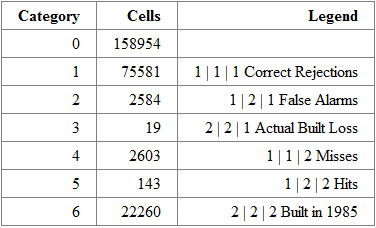 Category Cells Legend
0 158954
1 75581 1 | 1 | 1 Correct Rejections
2 2584 1 | 2 | 1 False Alarms
3 19 2 | 2 | 1 Actual Built Loss
4 2603 1 | 1 | 2 Misses
5 143 1 | 2 | 2 Hits
6 22260 2 | 2 | 2 Built in 1985